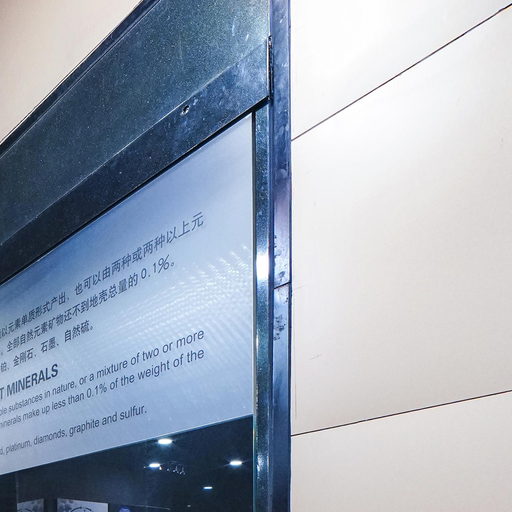 以元素单质形式产出，也可以由两种或两种以上元
。全部自然元素矿物还不到地壳总量的 0.1%。
铂、金刚石、石墨、自然硫。
T MINERALS
ple substances in nature, or a mixture of two or more
minerals make up less than 0.1% of the weight of the
d, platinum, diamonds, graphite and sulfur.